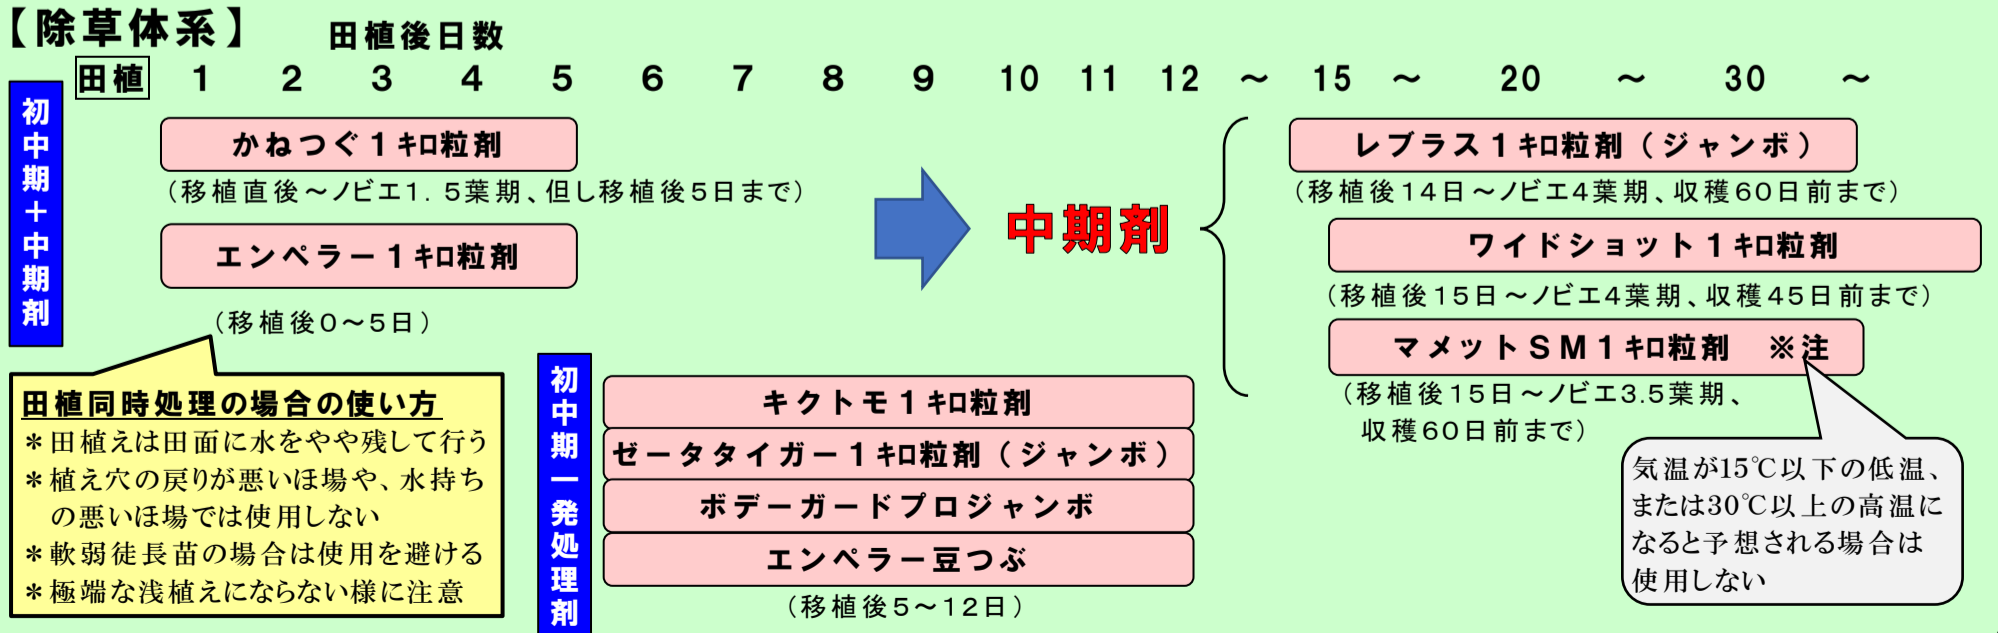 【除草体系】
田植後日数
田植 1 2 3 4 5 6 7 8 9 10 11 12 ～ 15 ～ 20 ～ 30 ～
初中期＋中期剤
かねつぐ１キロ粒剤
（移植直後～ノビエ1．5葉期、但し移植後5日まで）
エンペラー１キロ粒剤
（移植後０～５日）
中期剤
レブラス１キロ粒剤（ジャンボ）
（移植後14日～ノビエ4葉期、収穫60日前まで）
ワイドショット１キロ粒剤
（移植後15日～ノビエ4葉期、収穫45日前まで）
マメットＳＭ１キロ粒剤　※注
（移植後15日～ノビエ3.5葉期、
収穫60日前まで）
気温が15℃以下の低温、
または30℃以上の高温に
なると予想される場合は
使用しない
田植同時処理の場合の使い方
＊田植えは田面に水をやや残して行う
＊植え穴の戻りが悪いほ場や、水持ち
の悪いほ場では使用しない
＊軟弱徒長苗の場合は使用を避ける
＊極端な浅植えにならない様に注意
初中期一発処理剤
キクトモ１キロ粒剤
ゼータタイガー１キロ粒剤（ジャンボ）
ボデーガードプロジャンボ
エンペラー豆つぶ
（移植後５～１２日）